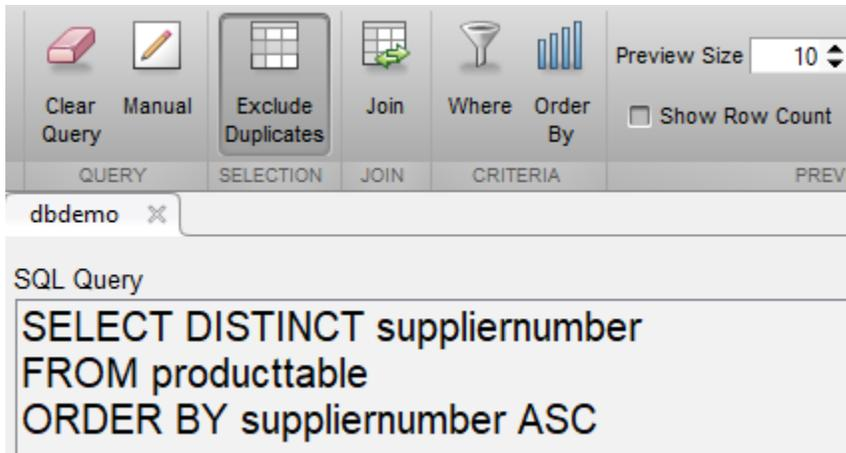 Preview Size 10
Clear Query
Manual
Exclude Duplicates
Join
Where
Order By
Show Row Count
QUERY
SELECTION
JOIN
CRITERIA
PREV
dbdemo
SQL Query
SELECT DISTINCT suppliernumber
FROM producttable
ORDER BY suppliernumber ASC